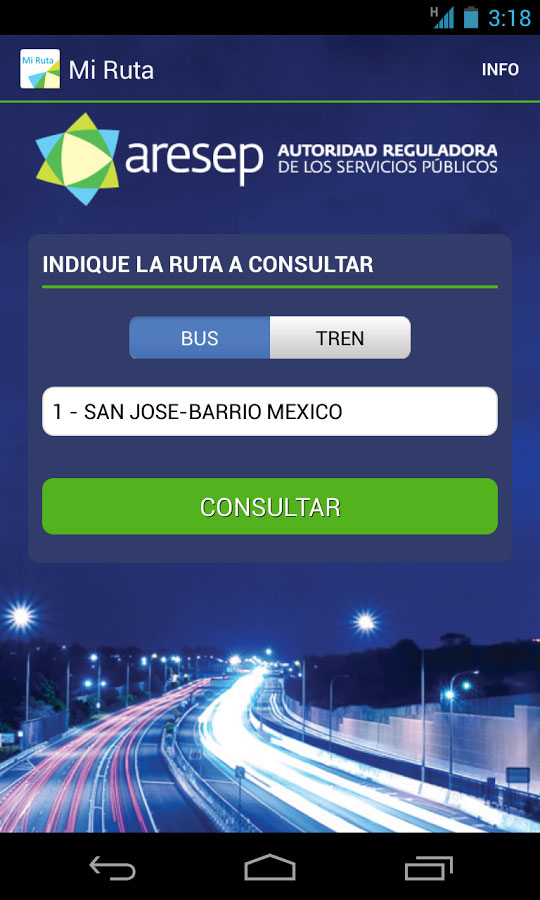 H 3:18
Mi Ruta Mi Ruta INFO
aresep AUTORIDAD REGULADORA
DE LOS SERVICIOS PÚBLICOS
INDIQUE LA RUTA A CONSULTAR
BUS TREN
1 - SAN JOSE-BARRIO MEXICO
CONSULTAR